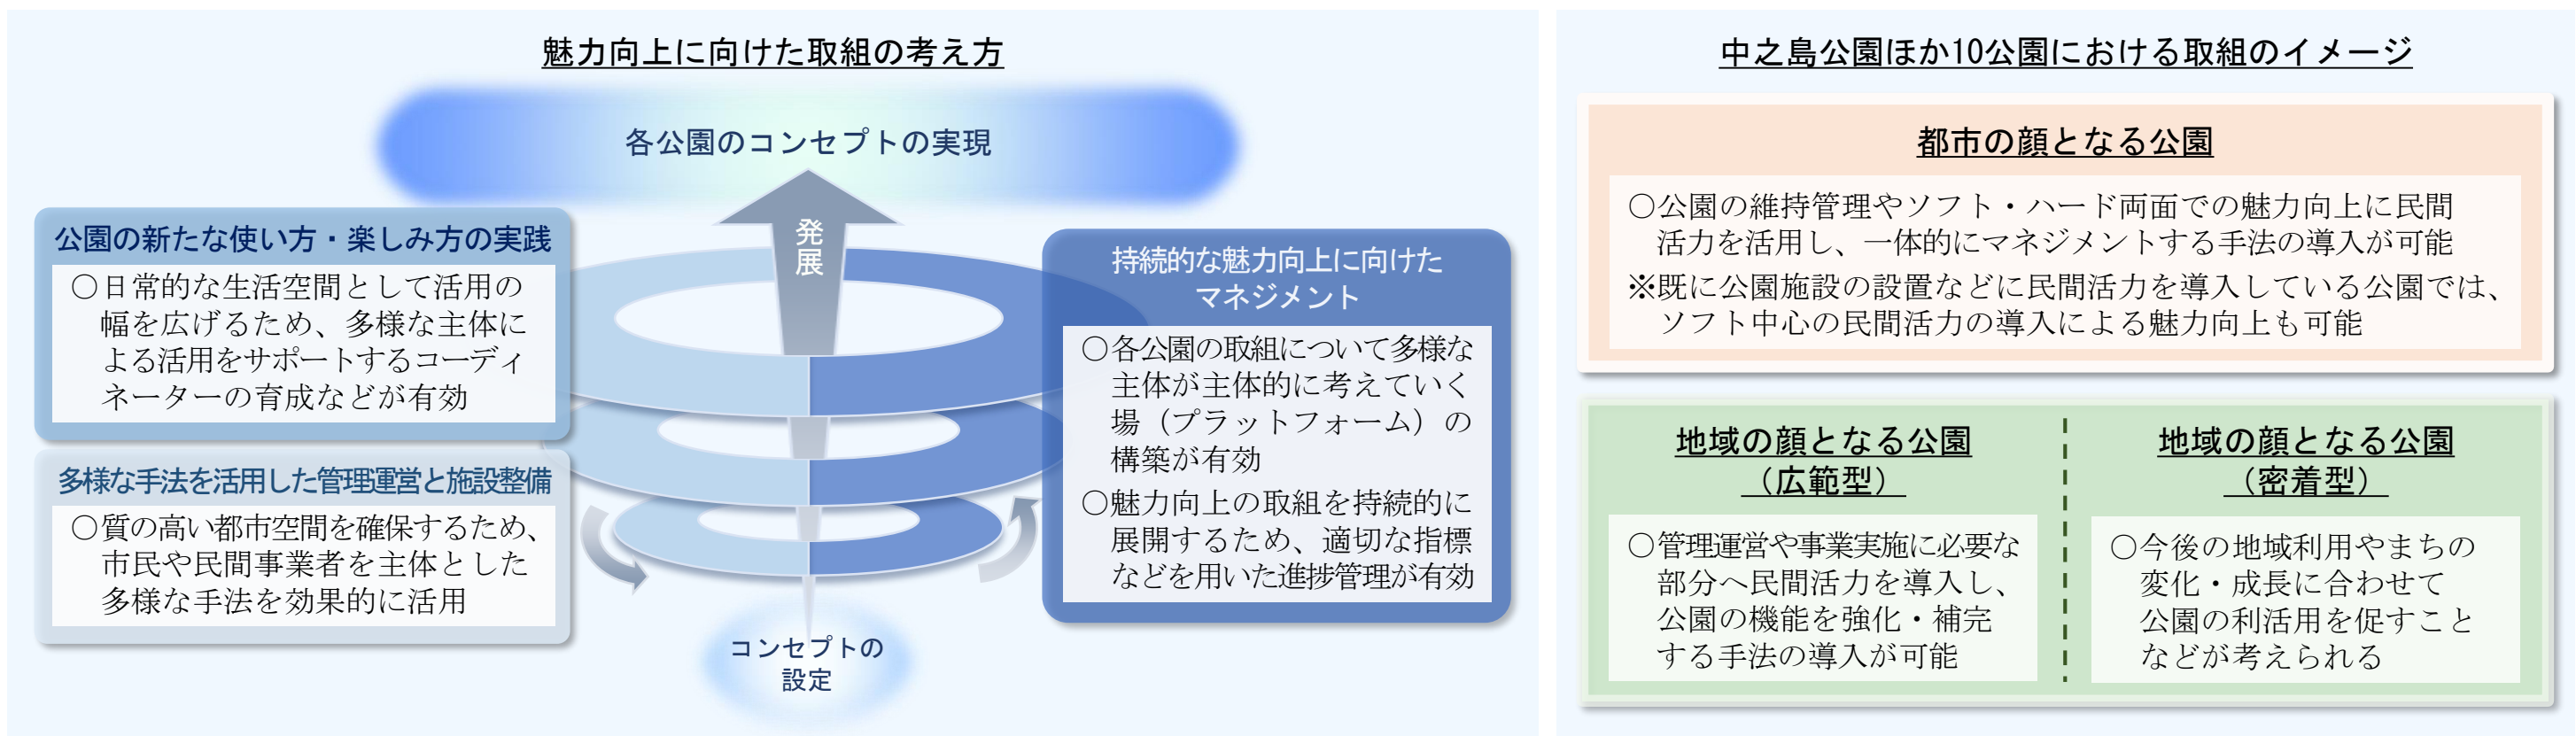 魅力向上に向けた取組の考え方
各公園のコンセプトの実現
発展
公園の新たな使い方・楽しみ方の実践
○日常的な生活空間として活用の
幅を広げるため、多様な主体に
よる活用をサポートするコーディ
ネーターの育成などが有効
多様な手法を活用した管理運営と施設整備
○質の高い都市空間を確保するため、
市民や民間事業者を主体とした
多様な手法を効果的に活用
持続的な魅力向上に向けた
マネジメント
○各公園の取組について多様な
主体が主体的に考えていく
場（プラットフォーム）の
構築が有効
○魅力向上の取組を持続的に
展開するため、適切な指標
などを用いた進捗管理が有効
コンセプトの
設定
中之島公園ほか10公園における取組のイメージ
都市の顔となる公園
○公園の維持管理やソフト・ハード両面での魅力向上に民間
活力を活用し、一体的にマネジメントする手法の導入が可能
※既に公園施設の設置などに民間活力を導入している公園では、
ソフト中心の民間活力の導入による魅力向上も可能
地域の顔となる公園
（広範型）
○管理運営や事業実施に必要な
部分へ民間活力を導入し、
公園の機能を強化・補完
する手法の導入が可能
地域の顔となる公園
（密着型）
○今後の地域利用やまちの
変化・成長に合わせて
公園の利活用を促すこと
などが考えられる